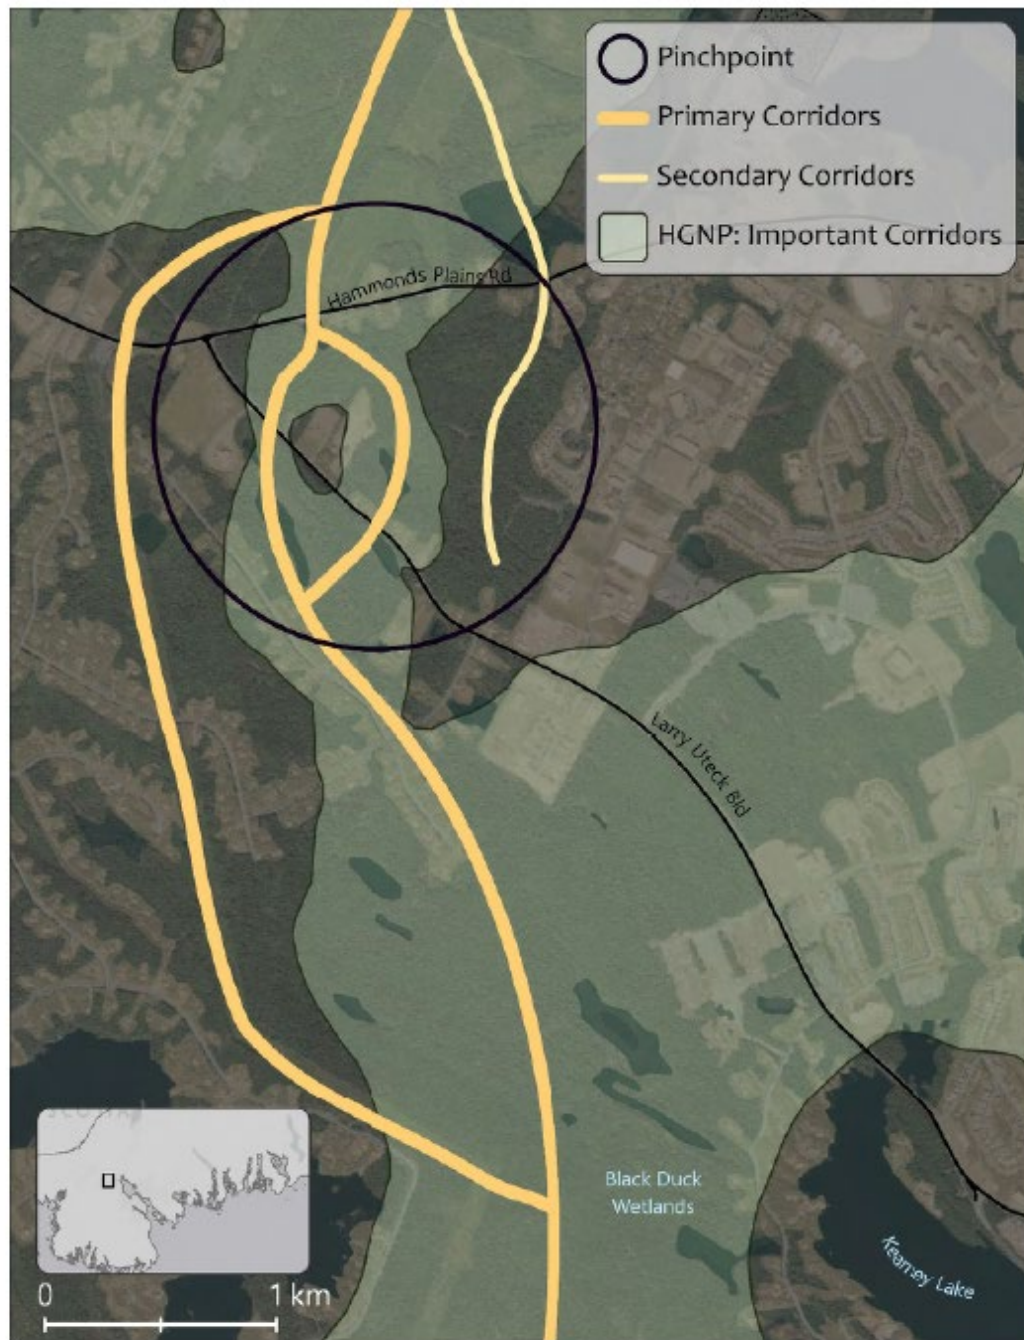 Pinchpoint
Primary Corridors
Secondary Corridors
HGNP: Important Corridors
Hammonds Plains Rd
Larry Uteck Bld
Black Duck
Wetlands
Kearney Lake
0
1 km